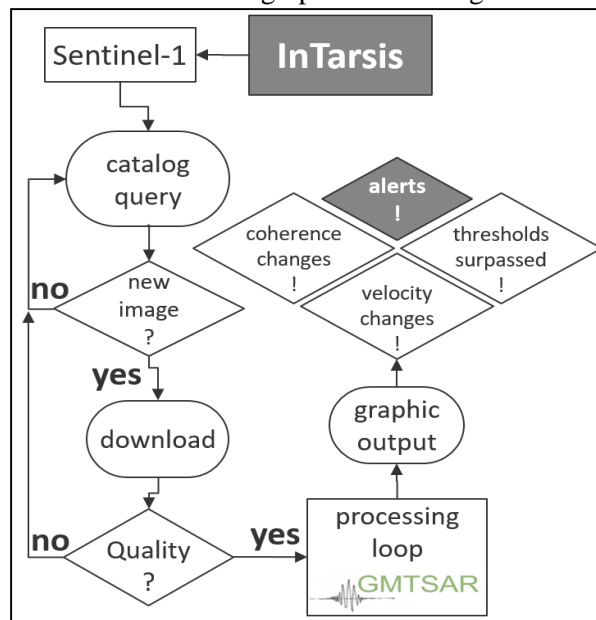 Sentinel-1
InTarsis
catalog
query
alerts
!
coherence
changes
!
thresholds
surpassed
!
no
new
image
?
velocity
changes
!
yes
download
graphic
output
no
Quality
?
yes
processing
loop
GMTSAR